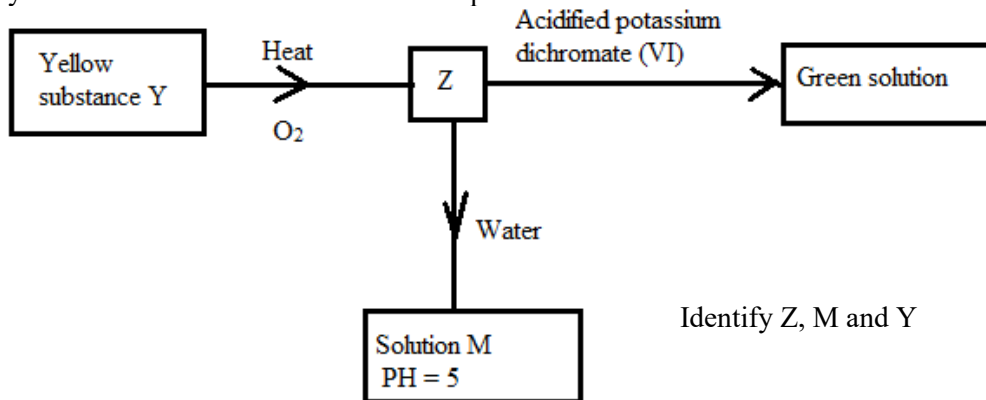 Acidified potassium
dichromate (VI)
Yellow
substance Y
Heat
O₂
Z
Green solution
Water
Identify Z, M and Y
Solution M
PH = 5